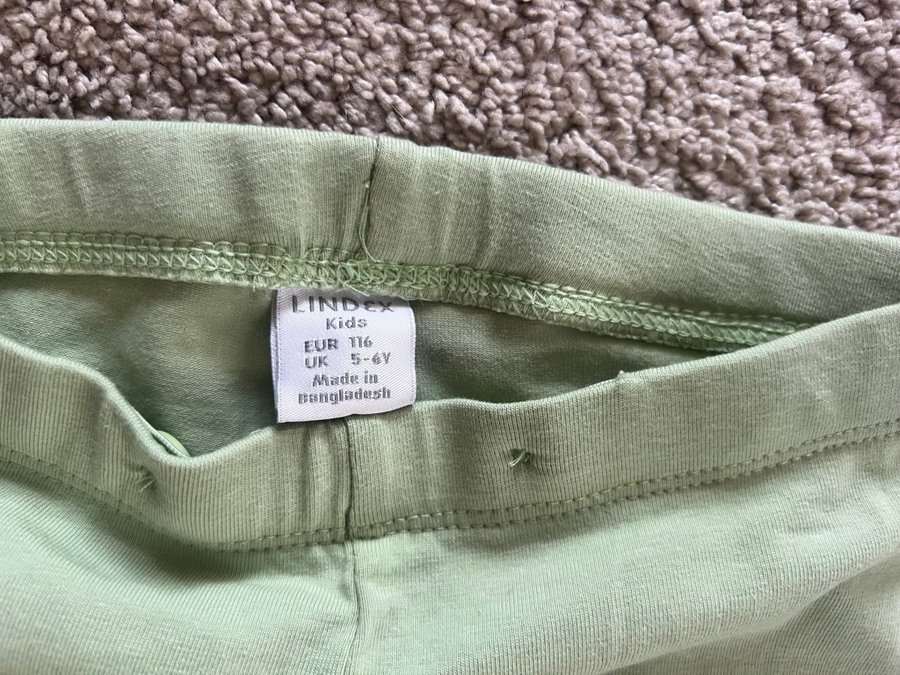 LINDEX
Kids
EUR 116
UK 5-6Y
Made in
Bangladesh